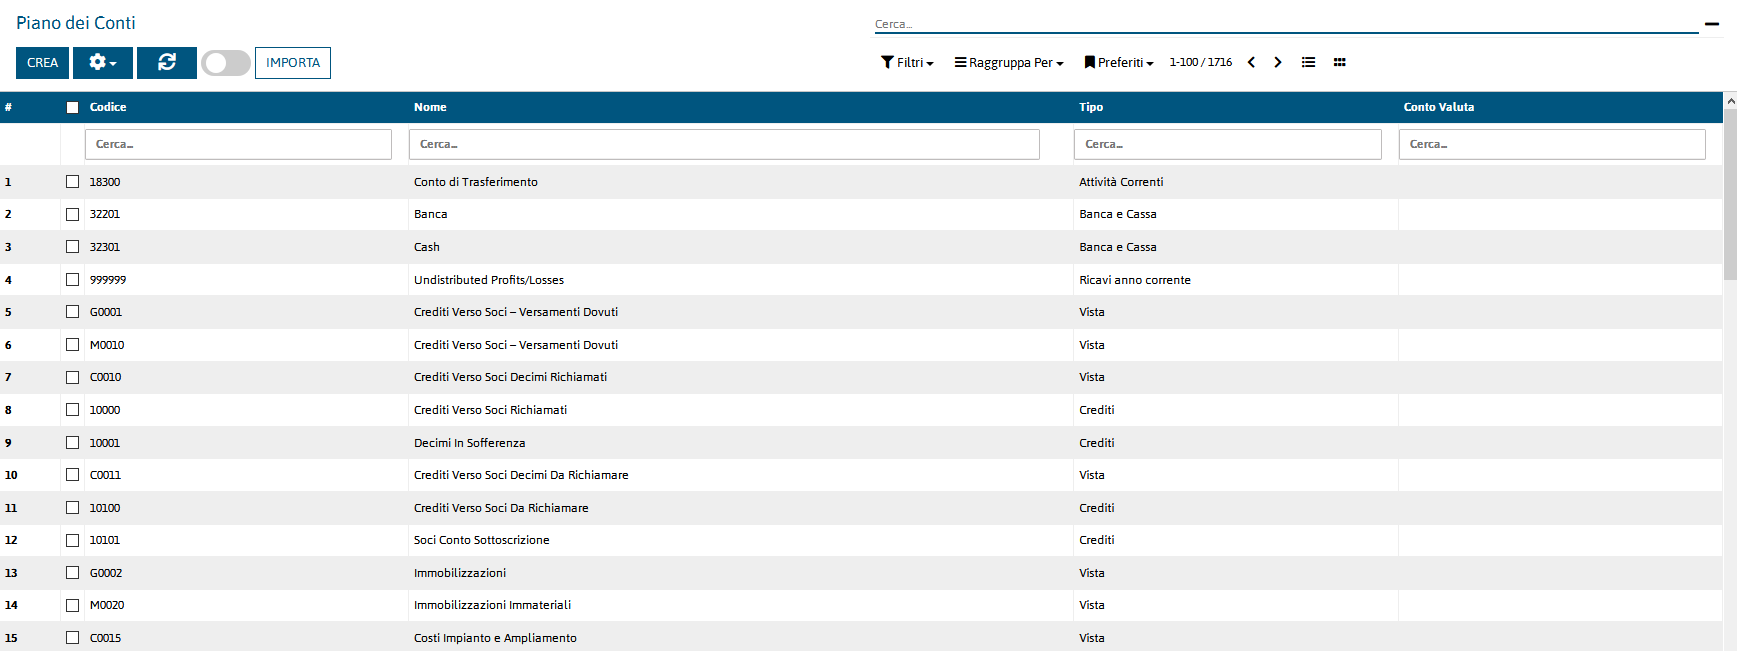 Piano dei Conti
Cerca...
CREA IMPORTA Filtri Raggruppa Per Preferiti 1-100 / 1716
# Codice Nome Tipo Conto Valuta
Cerca... Cerca... Cerca... Cerca...
1 18300 Conto di Trasferimento Attività Correnti
2 32201 Banca Banca e Cassa
3 32301 Cash Banca e Cassa
4 999999 Undistributed Profits/Losses Ricavi anno corrente
5 G0001 Crediti Verso Soci – Versamenti Dovuti Vista
6 M0010 Crediti Verso Soci – Versamenti Dovuti Vista
7 C0010 Crediti Verso Soci Decimi Richiamati Vista
8 10000 Crediti Verso Soci Richiamati Crediti
9 10001 Decimi In Sofferenza Crediti
10 C0011 Crediti Verso Soci Decimi Da Richiamare Vista
11 10100 Crediti Verso Soci Da Richiamare Crediti
12 10101 Soci Conto Sottoscrizione Crediti
13 G0002 Immobilizzazioni Vista
14 M0020 Immobilizzazioni Immateriali Vista
15 C0015 Costi Impianto e Ampliamento Vista